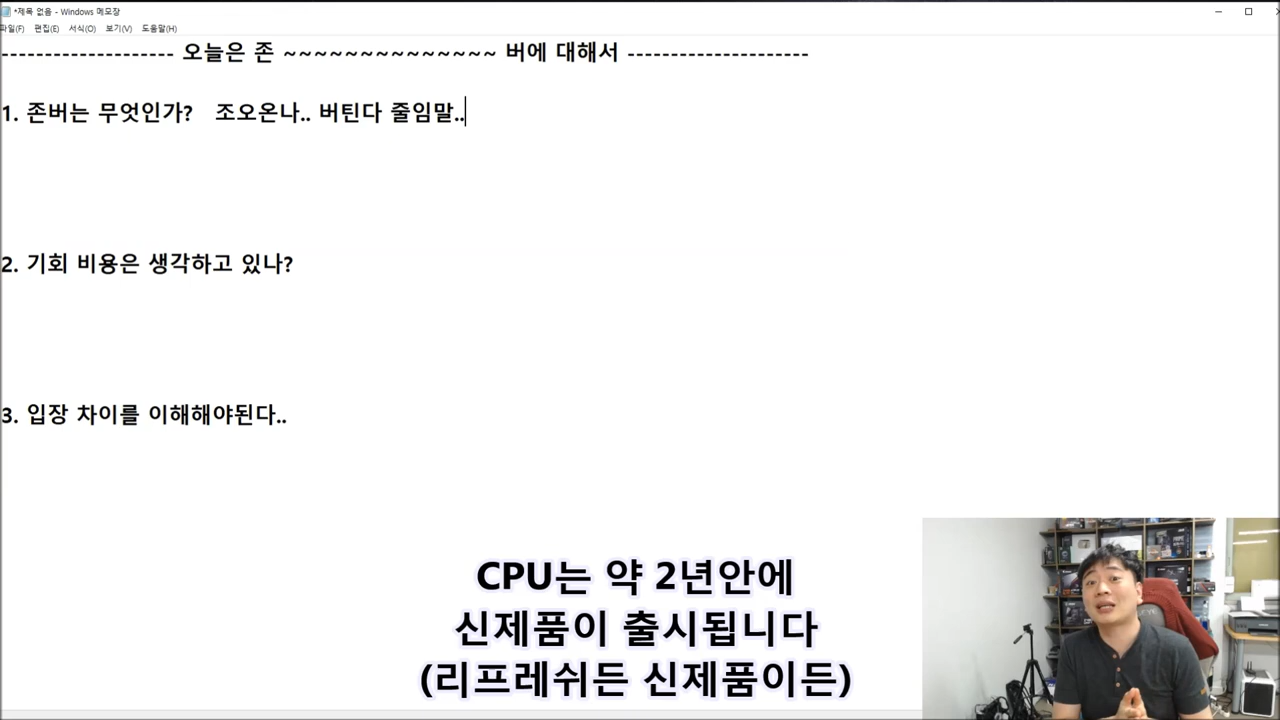 *제목 없음 - Windows 메모장
파일(F) 편집(E) 서식(O) 보기(V) 도움말(H)
-------------------- 오늘은 존 ~~~~~~~~~~~~~~ 버에 대해서 ---------------------
1. 존버는 무엇인가? 조오온나.. 버틴다 줄임말..
2. 기회 비용은 생각하고 있나?
3. 입장 차이를 이해해야된다..
CPU는 약 2년안에
신제품이 출시됩니다
(리프레쉬든 신제품이든)